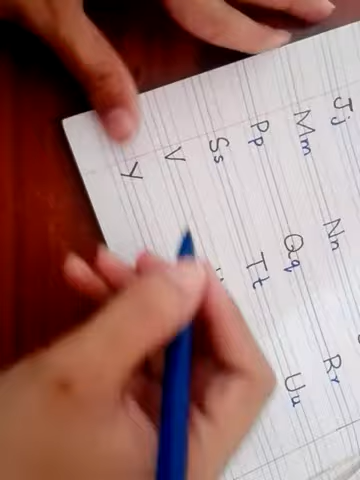 Jj Nn
Mm Qq Rr
Pp Tt Uu
Ss
V
Y